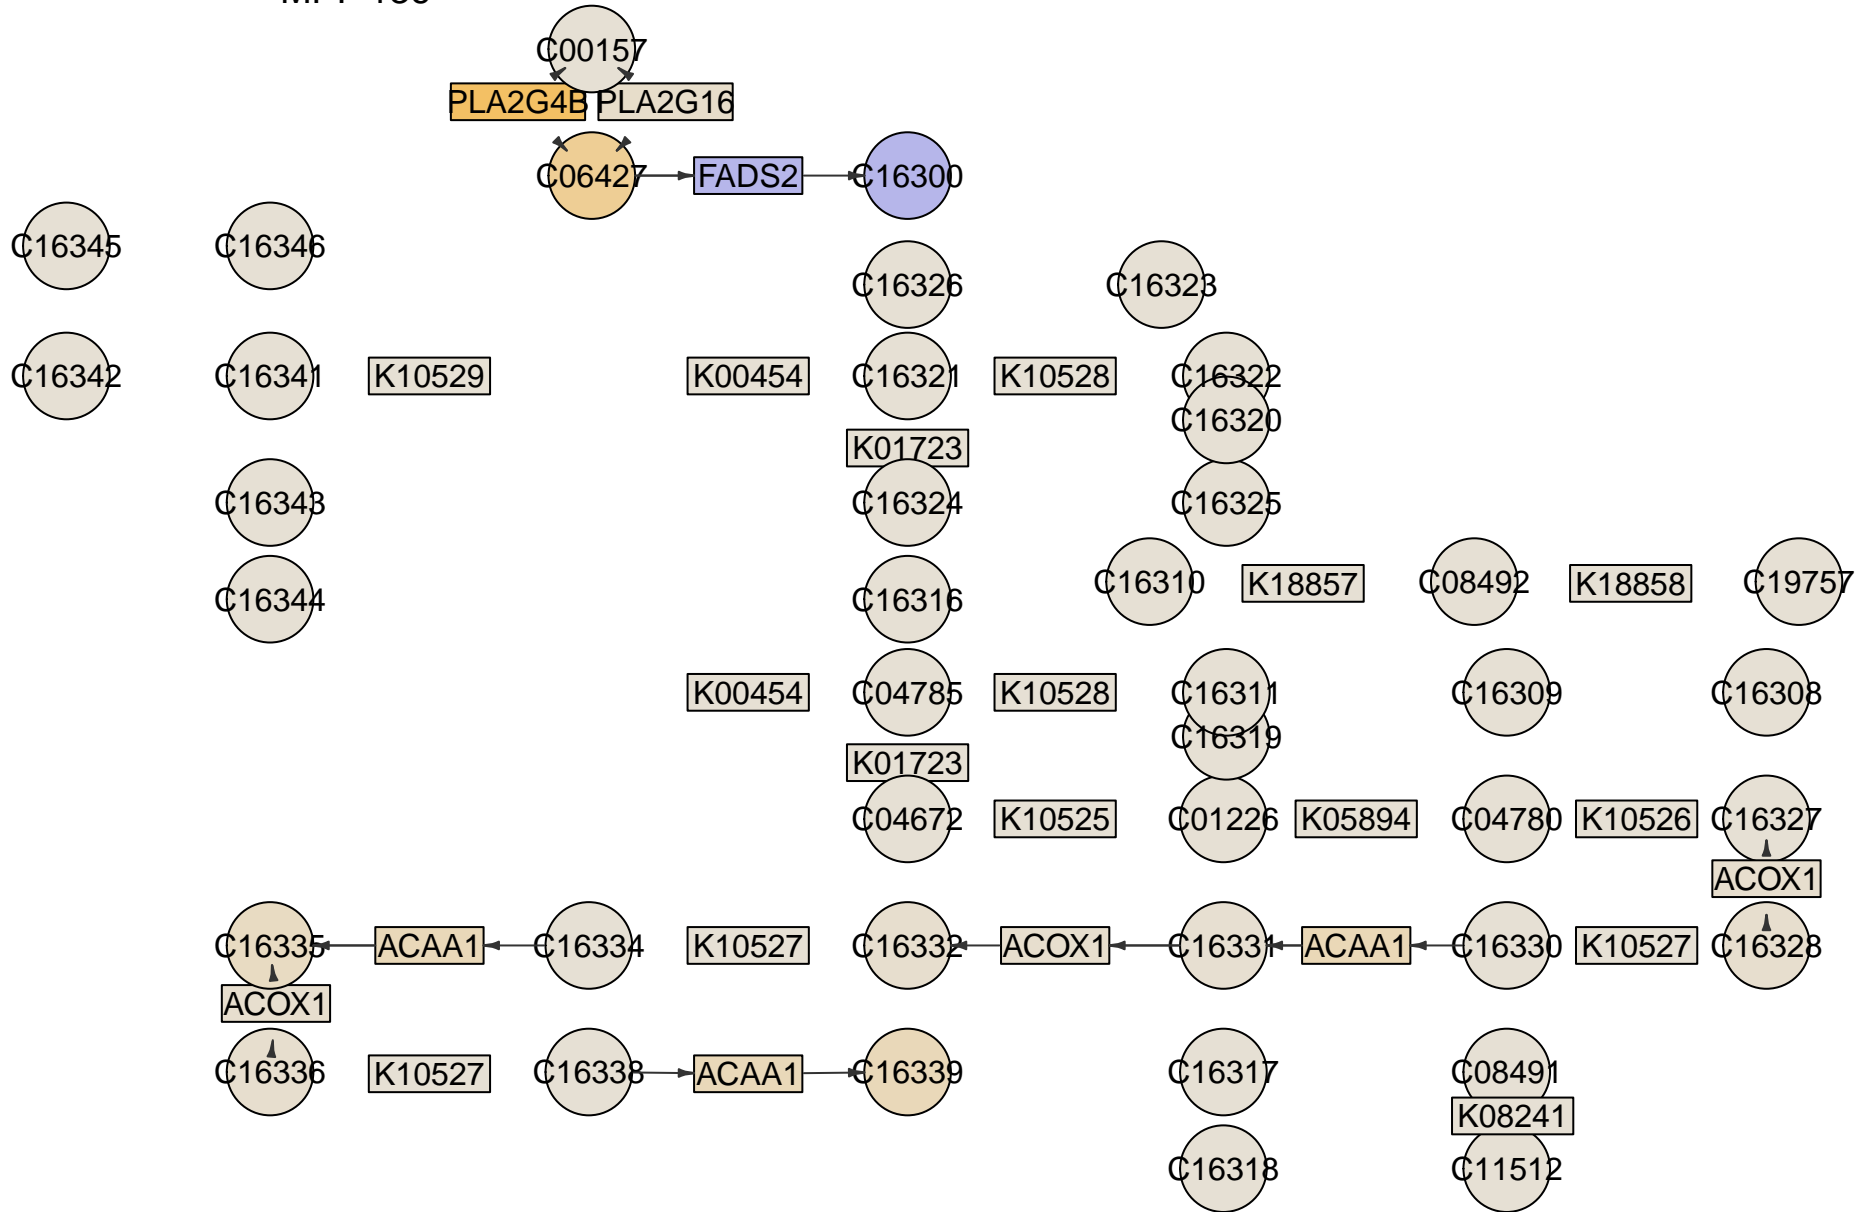 C00157
PLA2G4B PLA2G16
C06427 FADS2 C16300
C16345 C16346
C16326 C16323
C16342 C16341 K10529 K00454 C16321 K10528 C16322
C16320
K01723
C16343 C16324 C16325
C16310 K18857 C08492 K18858 C19757
C16344 C16316
K00454 C04785 K10528 C16311 C16309 C16308
C16319
K01723
C04672 K10525 C01226 K05894 C04780 K10526 C16327
ACOX1
C16335 ACAA1 C16334 K10527 C16332 ACOX1 C16331 ACAA1 C16330 K10527 C16328
ACOX1
C16336 K10527 C16338 ACAA1 C16339 C16317 C08491
K08241
C16318 C11512